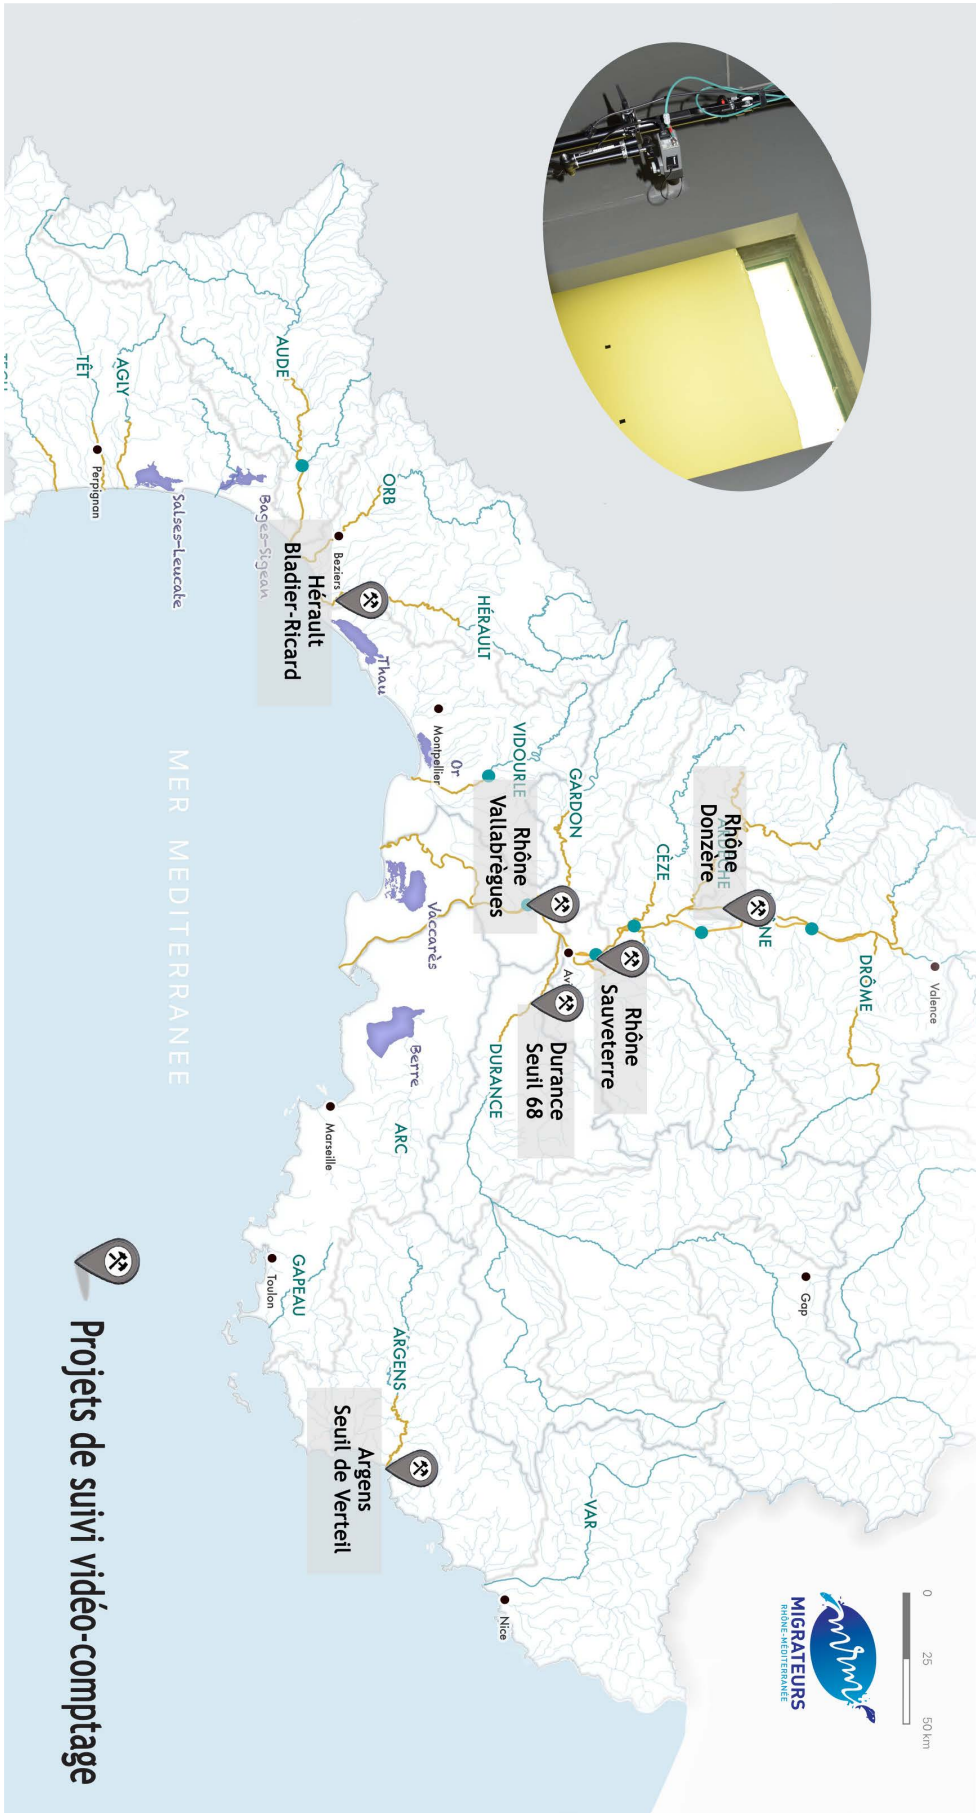 0 25 50 km
mrm
MIGRATEURS
RHÔNE-MÉDITERRANÉE
Valence
DRÔME
Gap
Rhône
Donzère
CÈZE
Rhône
Sauveterre
GARDON
Durance
Seuil 68
VAR
Rhône
Vallabrègues
VIDOURLE
DURANCE
Nice
HÉRAULT
Or
Montpellier
Vaccarès
Berre
ARC
ARGENS
ORB
Thau
Beziers
Hérault
Bladier-Ricard
Marseille
Argens
Seuil de Verteil
AUDE
Bages-Sigean
GAPEAU
Toulon
Salses-Leucate
MER MEDITERRANEE
AGLY
TÊT
Perpignan
Projets de suivi vidéo-comptage